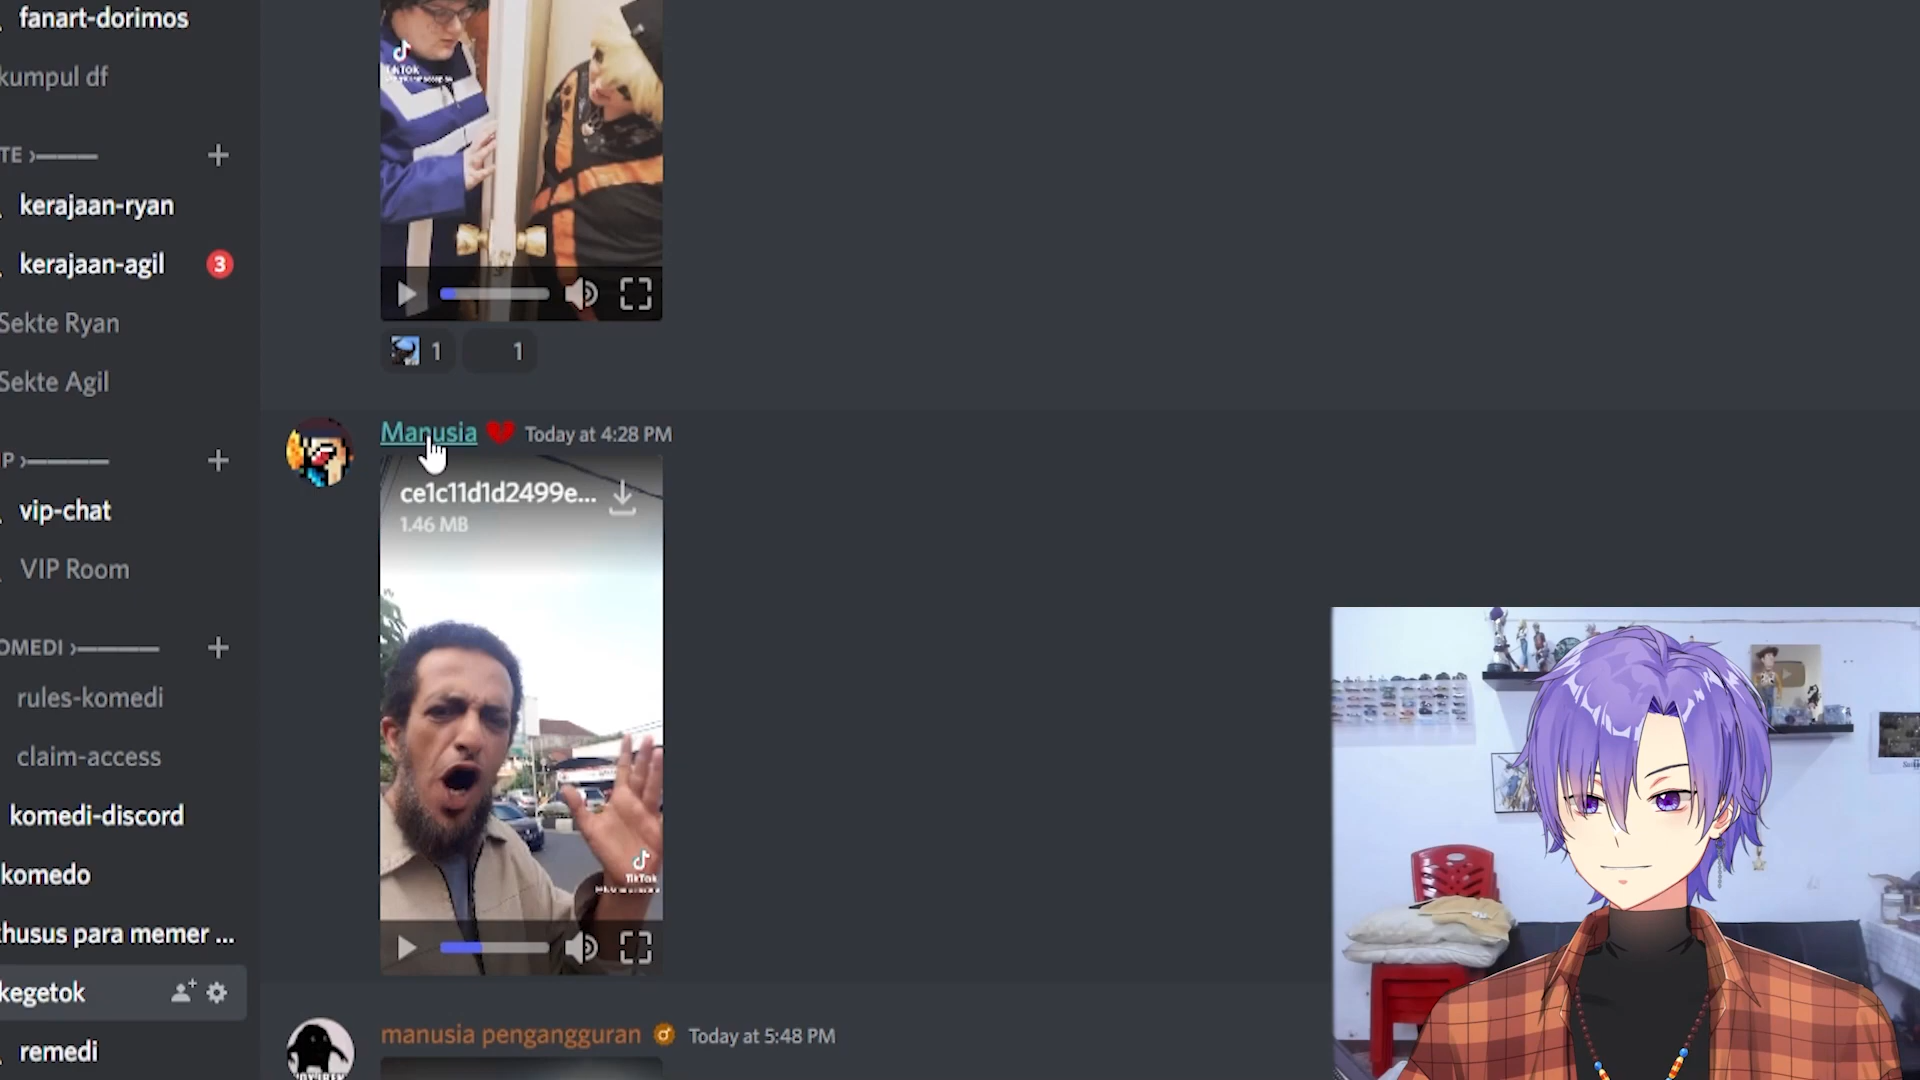 fanart-dorimos
kumpul df
TE
kerajaan-ryan
kerajaan-agil
3
Sekte Ryan
Sekte Agil
P
vip-chat
VIP Room
OMEDI
rules-komedi
claim-access
komedi-discord
komedo
khusus para memer ...
kegetok
remedi
TikTok
1
1
Manusia
Today at 4:28 PM
ce1c11d1d2499e...
1.46 MB
TikTok
manusia pengangguran
Today at 5:48 PM